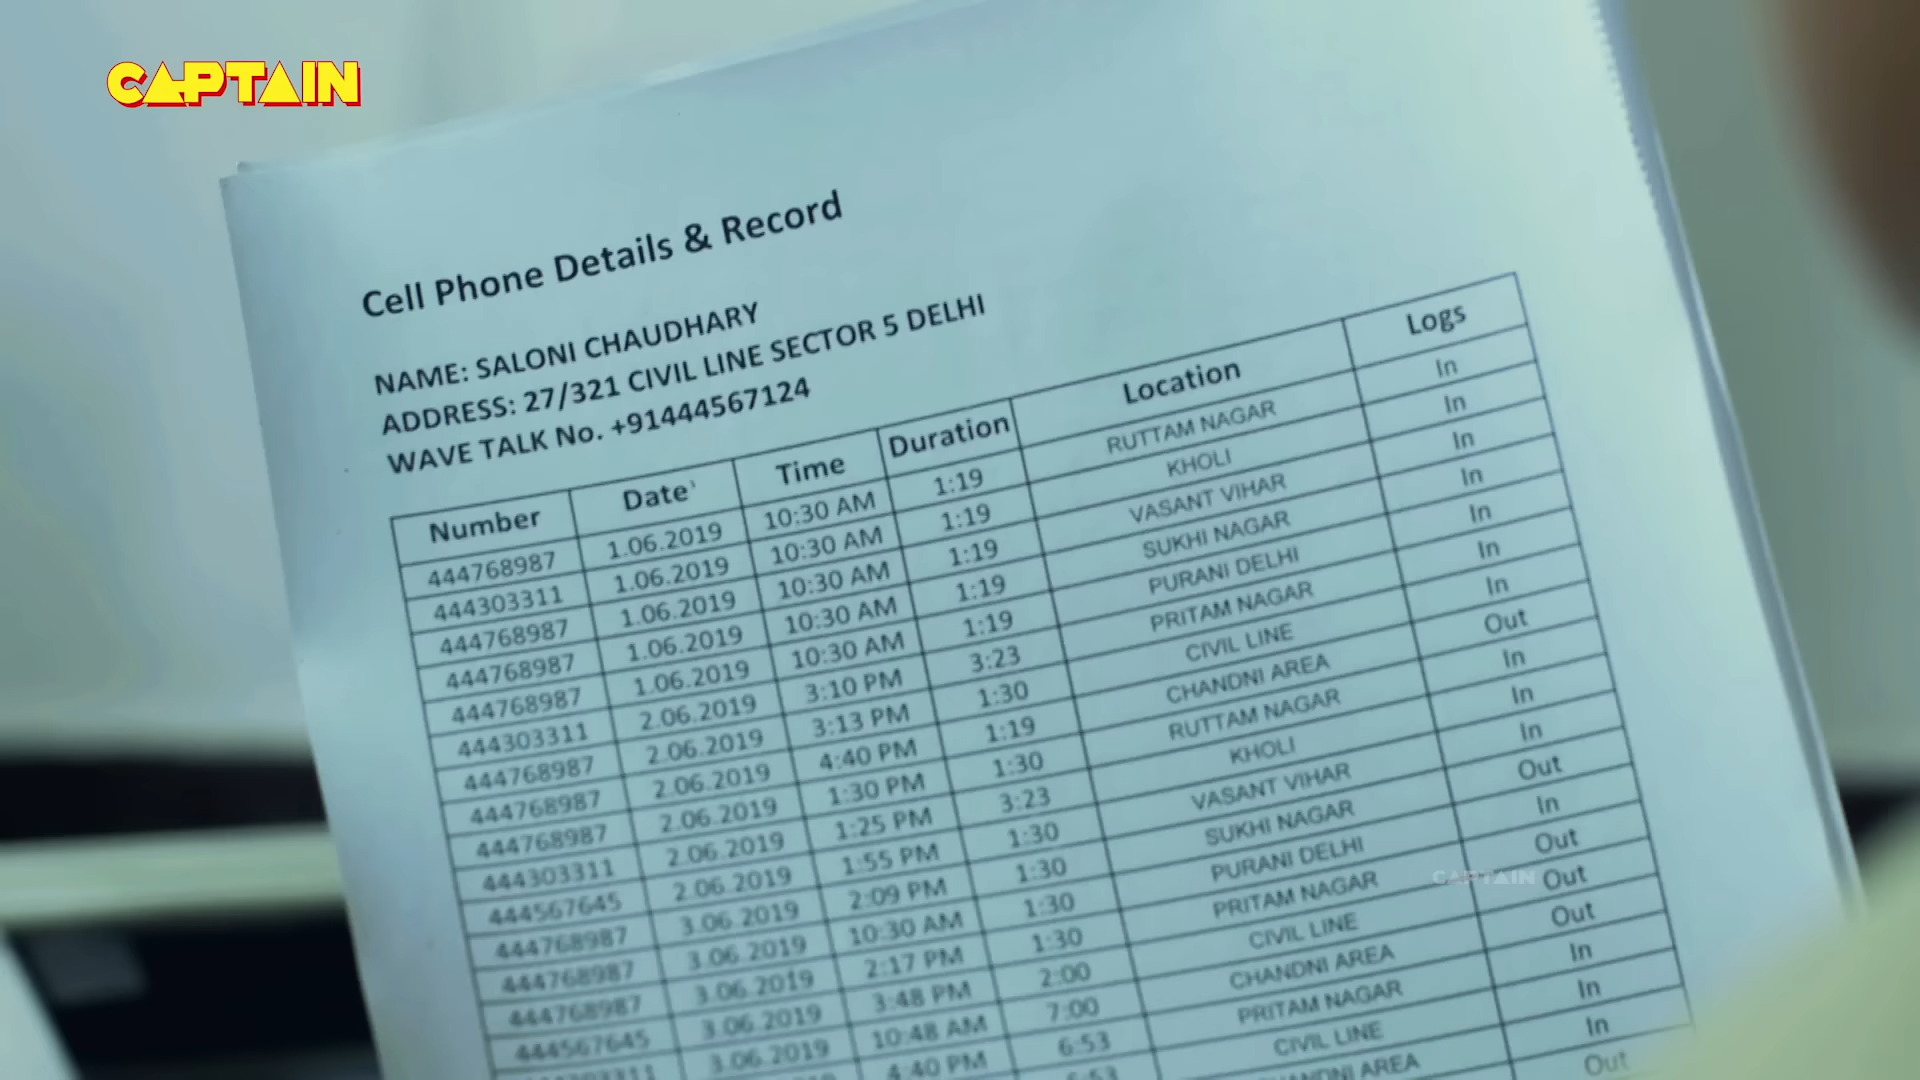 CAPTAIN
Cell Phone Details & Record
NAME: SALONI CHAUDHARY
ADDRESS: 27/321 CIVIL LINE SECTOR 5 DELHI
WAVE TALK No. +91444567124
Number Date Time Duration Location Logs
444768987 1.06.2019 10:30 AM 1:19 RUTTAM NAGAR In
444303311 1.06.2019 10:30 AM 1:19 KHOLI In
444768987 1.06.2019 10:30 AM 1:19 VASANT VIHAR In
444768987 1.06.2019 10:30 AM 1:19 SUKHI NAGAR In
444768987 1.06.2019 10:30 AM 1:19 PURANI DELHI In
444303311 2.06.2019 3:10 PM 3:23 PRITAM NAGAR In
444768987 2.06.2019 3:13 PM 1:30 CIVIL LINE In
444768987 2.06.2019 4:40 PM 1:19 CHANDNI AREA Out
444768987 2.06.2019 1:30 PM 1:30 RUTTAM NAGAR In
444303311 2.06.2019 1:25 PM 3:23 KHOLI In
444567645 2.06.2019 1:55 PM 1:30 VASANT VIHAR In
444768987 3.06.2019 2:09 PM 1:30 SUKHI NAGAR Out
444768987 3.06.2019 10:30 AM 1:30 PURANI DELHI In
444768987 3.06.2019 2:17 PM 1:30 PRITAM NAGAR Out
444567645 3.06.2019 3:48 PM 2:00 CIVIL LINE Out
3.06.2019 10:48 AM 7:00 CHANDNI AREA Out
4:40 PM 6:53 PRITAM NAGAR In
6:53 CIVIL LINE In
CHANDNI AREA In
Out
CAPTAIN